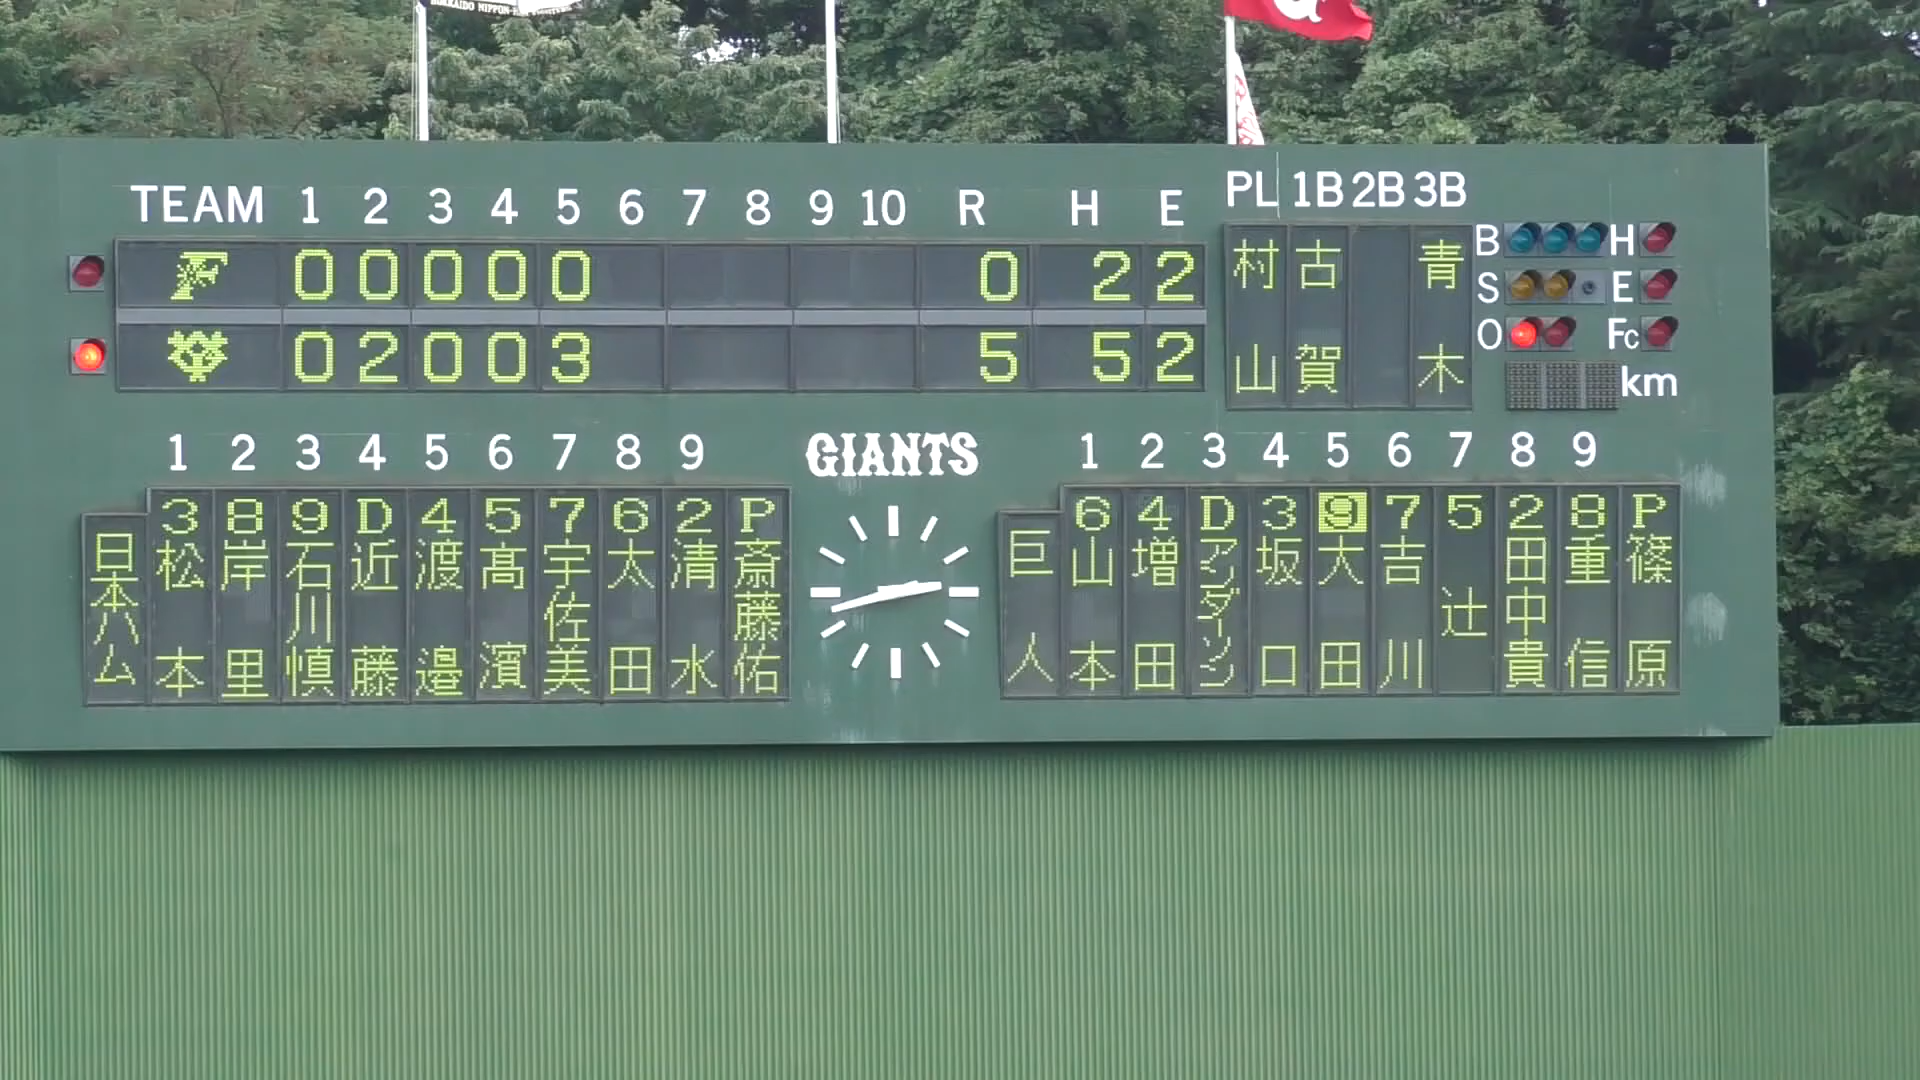 HOKKAIDO NIPPON-HAM FIGHTERS
TEAM 1 2 3 4 5 6 7 8 9 10 R H E
F 0 0 0 0 0 0 2 2
0 2 0 0 3 5 5 2
PL 1B 2B 3B
村山 古賀 青木
B H
S E
O Fc
km
1 2 3 4 5 6 7 8 9
GIANTS
1 2 3 4 5 6 7 8 9
日本ハム
3 松本
8 岸里
9 石川慎
D 近藤
4 渡邉
5 高濱
7 宇佐美
6 太田
2 清水
P 斎藤佑
巨人
6 山本
4 増田
D アンダーソン
3 坂口
9 大田
7 吉川
5 辻
2 田中貴
8 重信
P 篠原